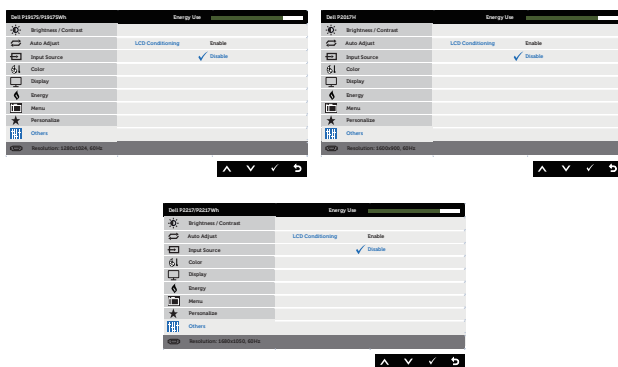 Dell P1917S/P1917SWh Energy Use
Brightness / Contrast
Auto Adjust LCD Conditioning Enable
Input Source Disable
Color
Display
Energy
Menu
Personalize
Others
Resolution: 1280x1024, 60Hz
Dell P2017H Energy Use
Brightness / Contrast
Auto Adjust LCD Conditioning Enable
Input Source Disable
Color
Display
Energy
Menu
Personalize
Others
Resolution: 1600x900, 60Hz
Dell P2217/P2217Wh Energy Use
Brightness / Contrast
Auto Adjust LCD Conditioning Enable
Input Source Disable
Color
Display
Energy
Menu
Personalize
Others
Resolution: 1680x1050, 60Hz